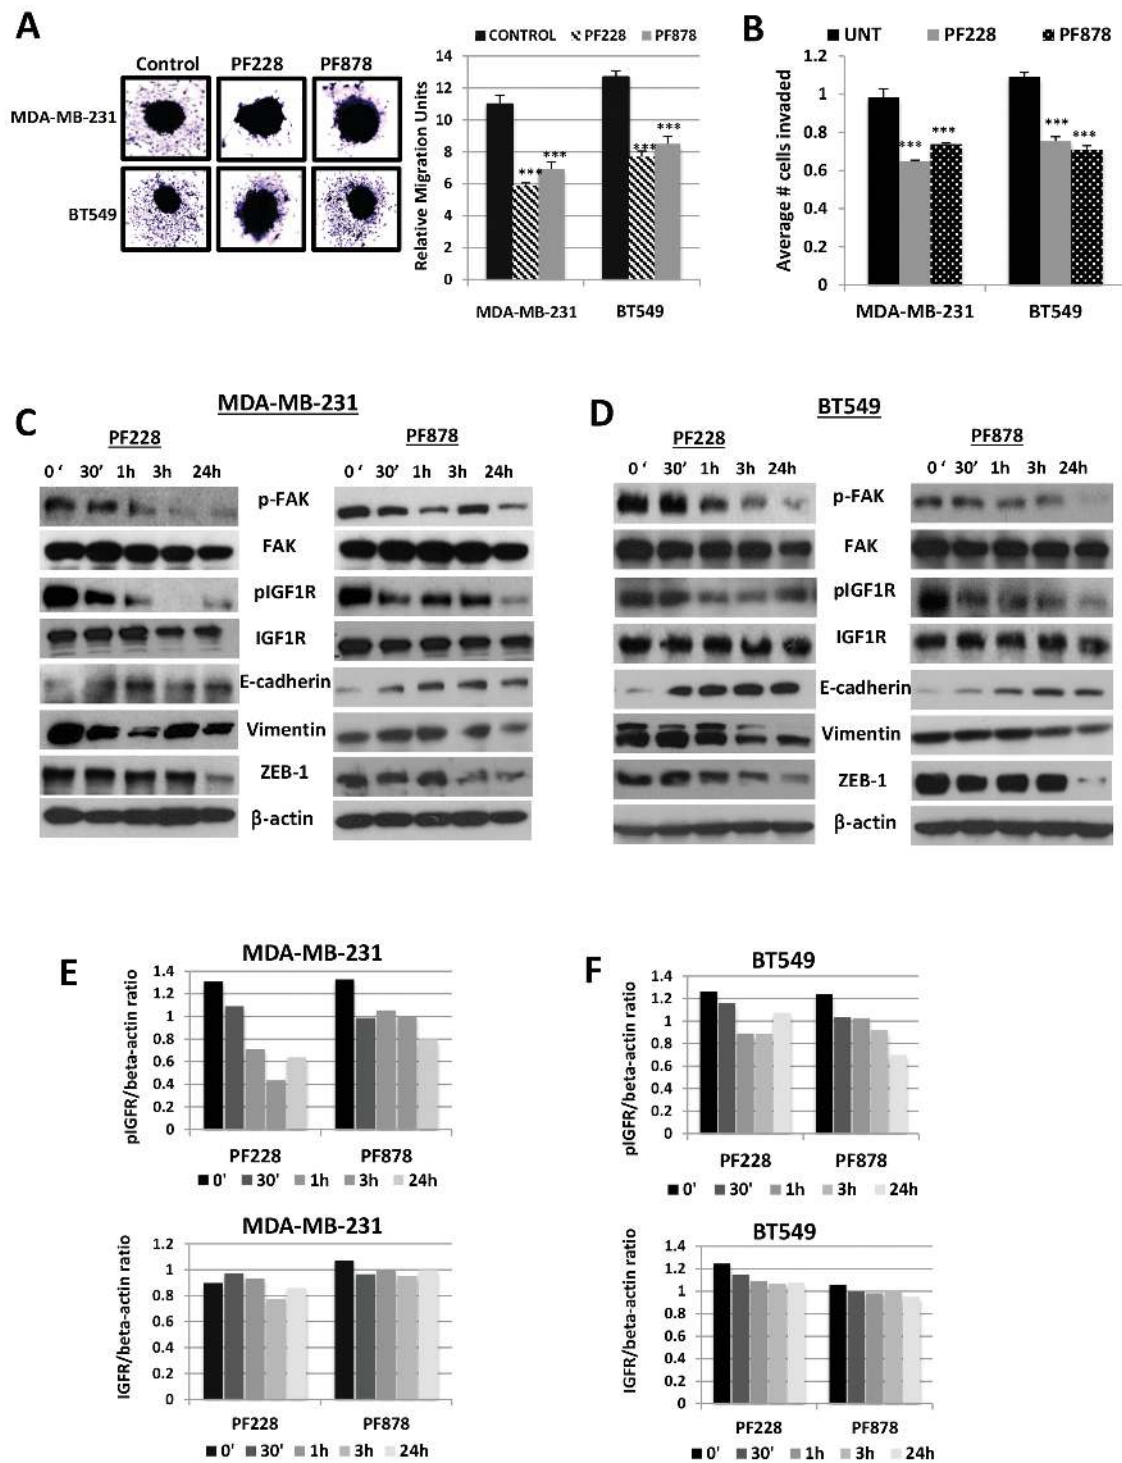 A
Control PF228 PF878
MDA-MB-231
BT549
CONTROL PF228 PF878
Relative Migration Units
14
12
10
8
6
4
2
0
***
***
***
***
MDA-MB-231 BT549
B
UNT PF228 PF878
Average # cells invaded
1.2
1
0.8
0.6
0.4
0.2
0
***
***
***
***
MDA-MB-231 BT549
C
MDA-MB-231
PF228 PF878
0 ‘ 30’ 1h 3h 24h 0 ‘ 30’ 1h 3h 24h
p-FAK
FAK
pIGF1R
IGF1R
E-cadherin
Vimentin
ZEB-1
β-actin
D
BT549
PF228 PF878
0 ‘ 30’ 1h 3h 24h 0 ‘ 30’ 1h 3h 24h
p-FAK
FAK
pIGF1R
IGF1R
E-cadherin
Vimentin
ZEB-1
β-actin
E
MDA-MB-231
pIGFR/beta-actin ratio
1.4
1.2
1
0.8
0.6
0.4
0.2
0
PF228 PF878
0' 30' 1h 3h 24h
MDA-MB-231
IGFR/beta-actin ratio
1.2
1
0.8
0.6
0.4
0.2
0
PF228 PF878
0' 30' 1h 3h 24h
F
BT549
pIGFR/beta-actin ratio
1.4
1.2
1
0.8
0.6
0.4
0.2
0
PF228 PF878
0' 30' 1h 3h 24h
BT549
IGFR/beta-actin ratio
1.4
1.2
1
0.8
0.6
0.4
0.2
0
PF228 PF878
0' 30' 1h 3h 24h